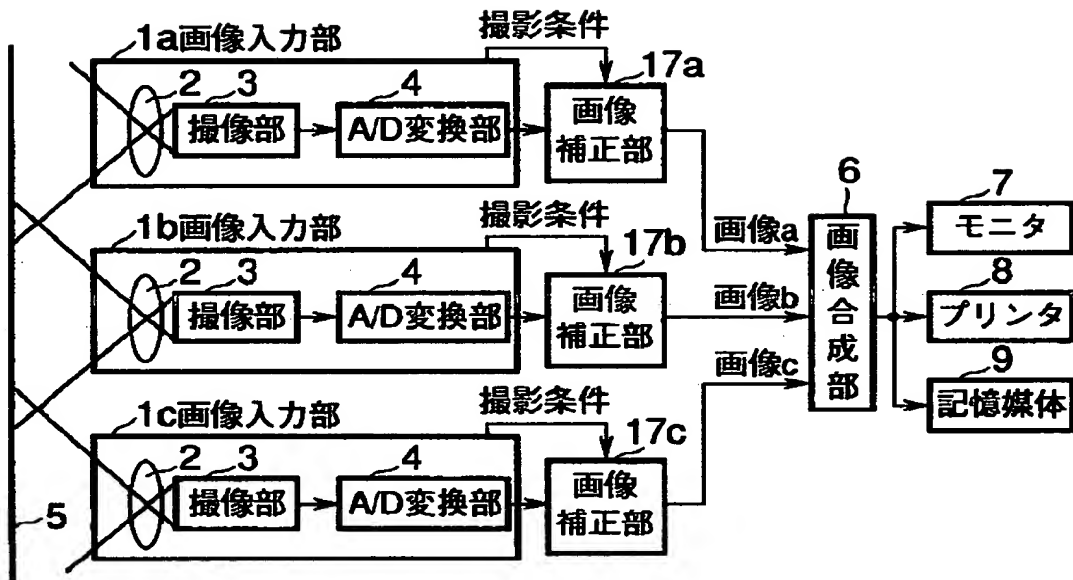 1a画像入力部
撮影条件
17a
2
3
4
撮像部
A/D変換部
画像
補正部
1b画像入力部
撮影条件
17b
2
3
4
撮像部
A/D変換部
画像
補正部
1c画像入力部
撮影条件
17c
2
3
4
撮像部
A/D変換部
画像
補正部
5
画像a
画像b
画像c
6
画像合成部
7
モニタ
8
プリンタ
9
記憶媒体